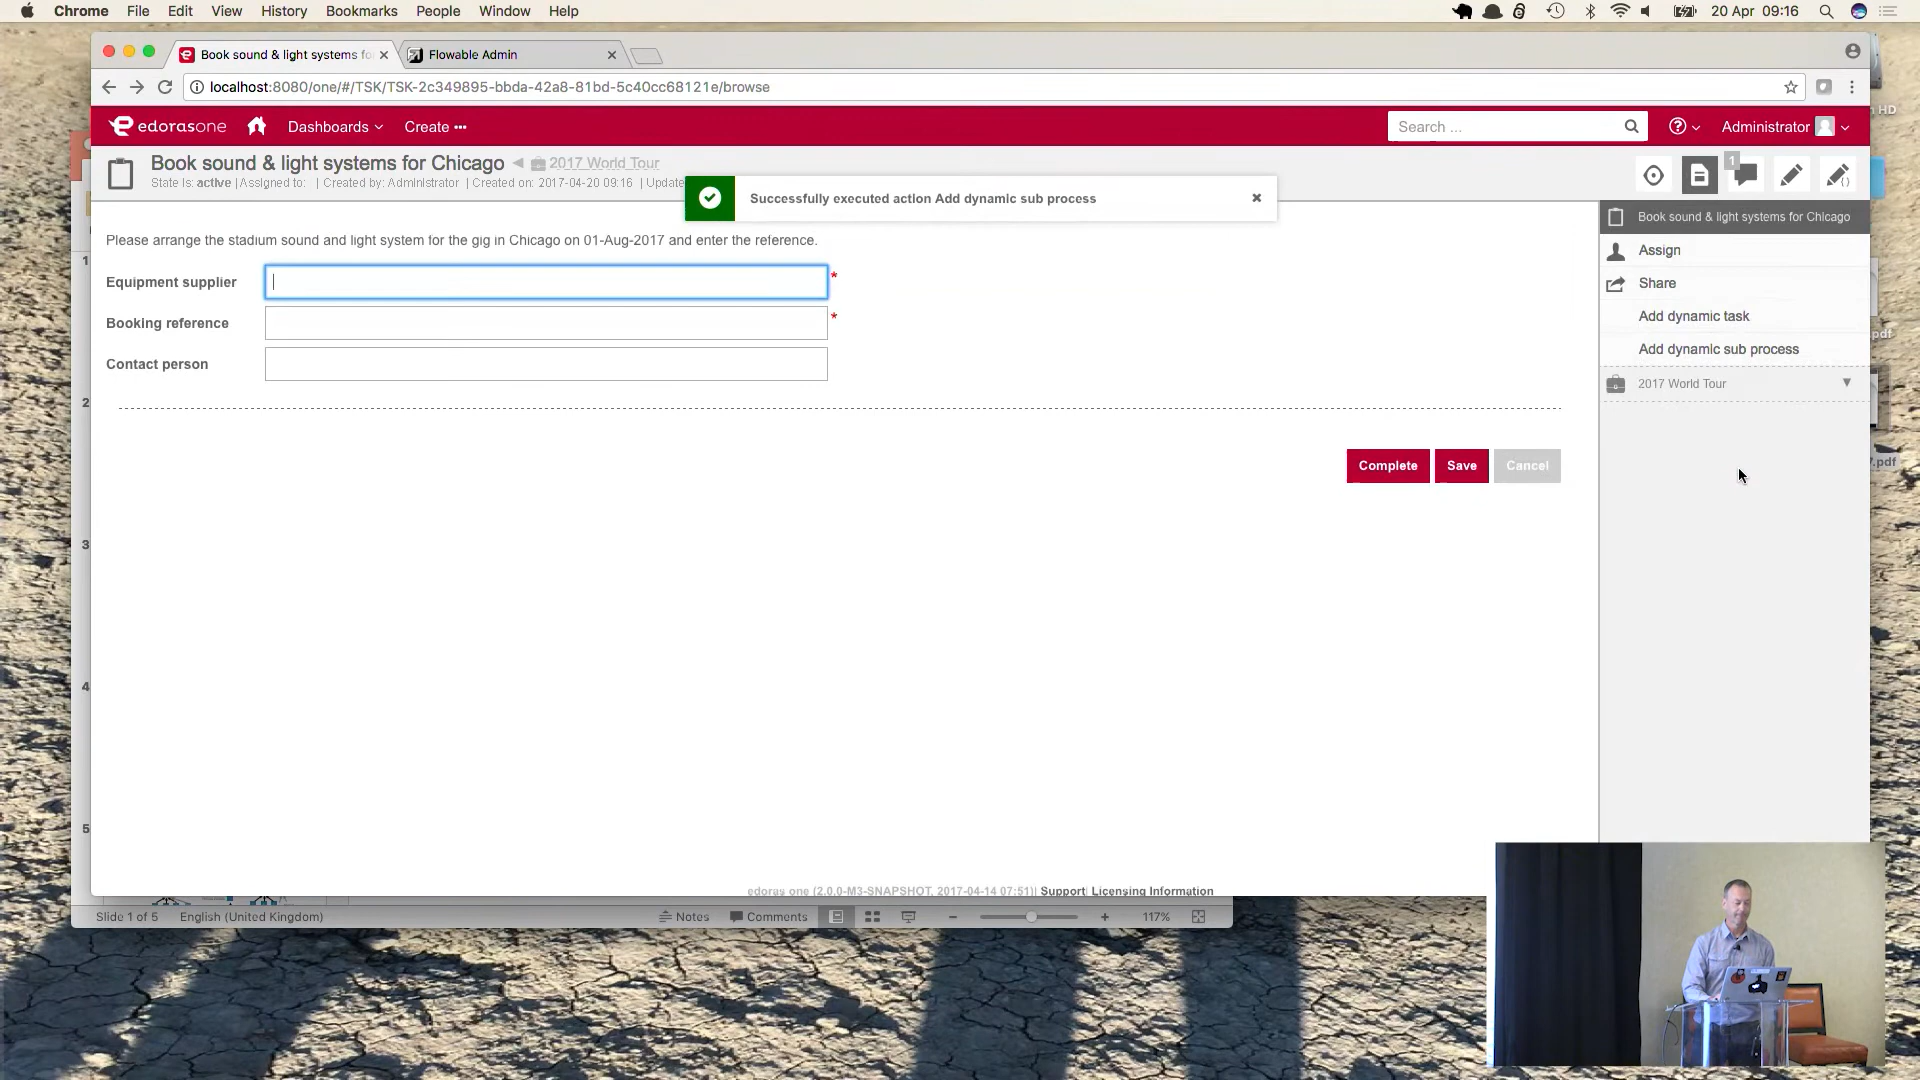 Chrome File Edit View History Bookmarks People Window Help 20 Apr 09:16
Book sound & light systems fo
Flowable Admin
localhost:8080/one/#/TSK/TSK-2c349895-bbda-42a8-81bd-5c40cc68121e/browse
edorasone Dashboards Create Search ... Administrator
Book sound & light systems for Chicago 2017 World Tour
State is: active | Assigned to: | Created by: Administrator | Created on: 2017-04-20 09:16 | Update
1
Successfully executed action Add dynamic sub process
Book sound & light systems for Chicago
Please arrange the stadium sound and light system for the gig in Chicago on 01-Aug-2017 and enter the reference.
Assign
Equipment supplier *
Share
Booking reference *
Add dynamic task
Contact person
Add dynamic sub process
2017 World Tour
Complete Save Cancel
1
2
3
4
5
n HD
pdf
.pdf
edoras one (2.0.0-M3-SNAPSHOT, 2017-04-14 07:51)| Support| Licensing Information
Slide 1 of 5 English (United Kingdom) Notes Comments 117%